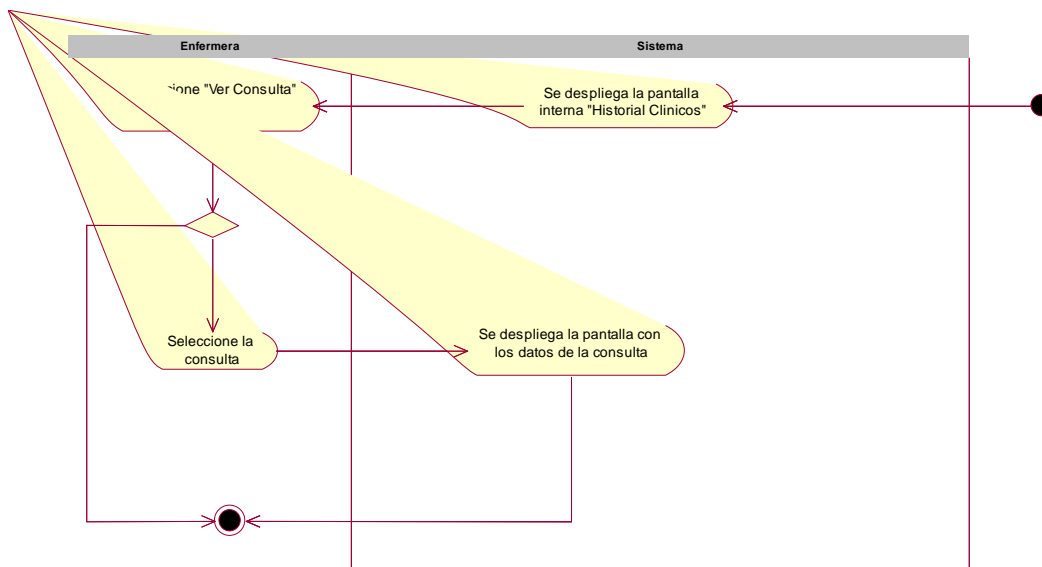 Enfermera
Sistema
"Ver Consulta"
Se despliega la pantalla
interna "Historial Clinicos"
Seleccione la
consulta
Se despliega la pantalla con
los datos de la consulta